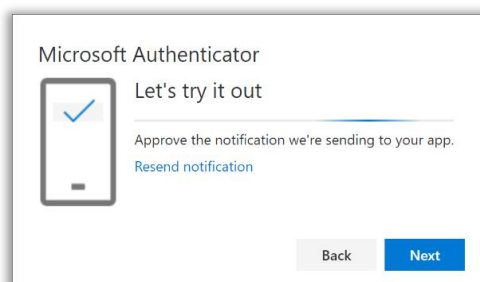 Microsoft Authenticator
Let's try it out
Approve the notification we're sending to your app.
Resend notification
Back
Next